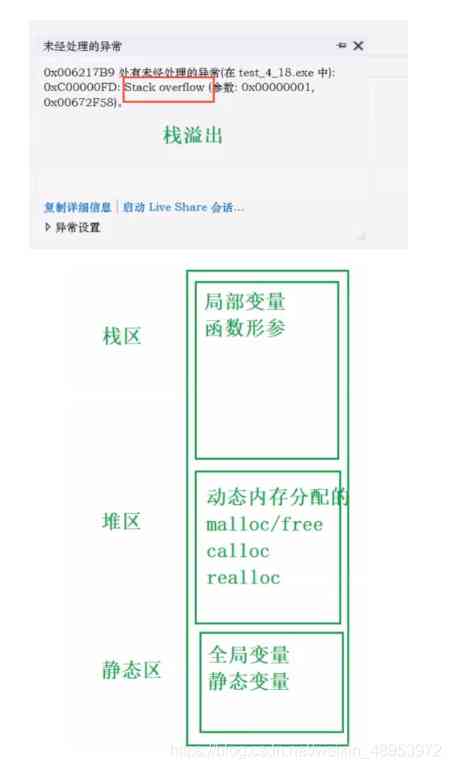 未经处理的异常
0x006217B9 处有未经处理的异常(在 test_4_18.exe 中):
0xC00000FD: Stack overflow (参数: 0x00000001,
0x00672F58)。
栈溢出
复制详细信息 | 启动 Live Share 会话...
异常设置
栈区
局部变量
函数形参
堆区
动态内存分配的
malloc/free
calloc
realloc
静态区
全局变量
静态变量
https://blog.csdn.net/weixin_48953972